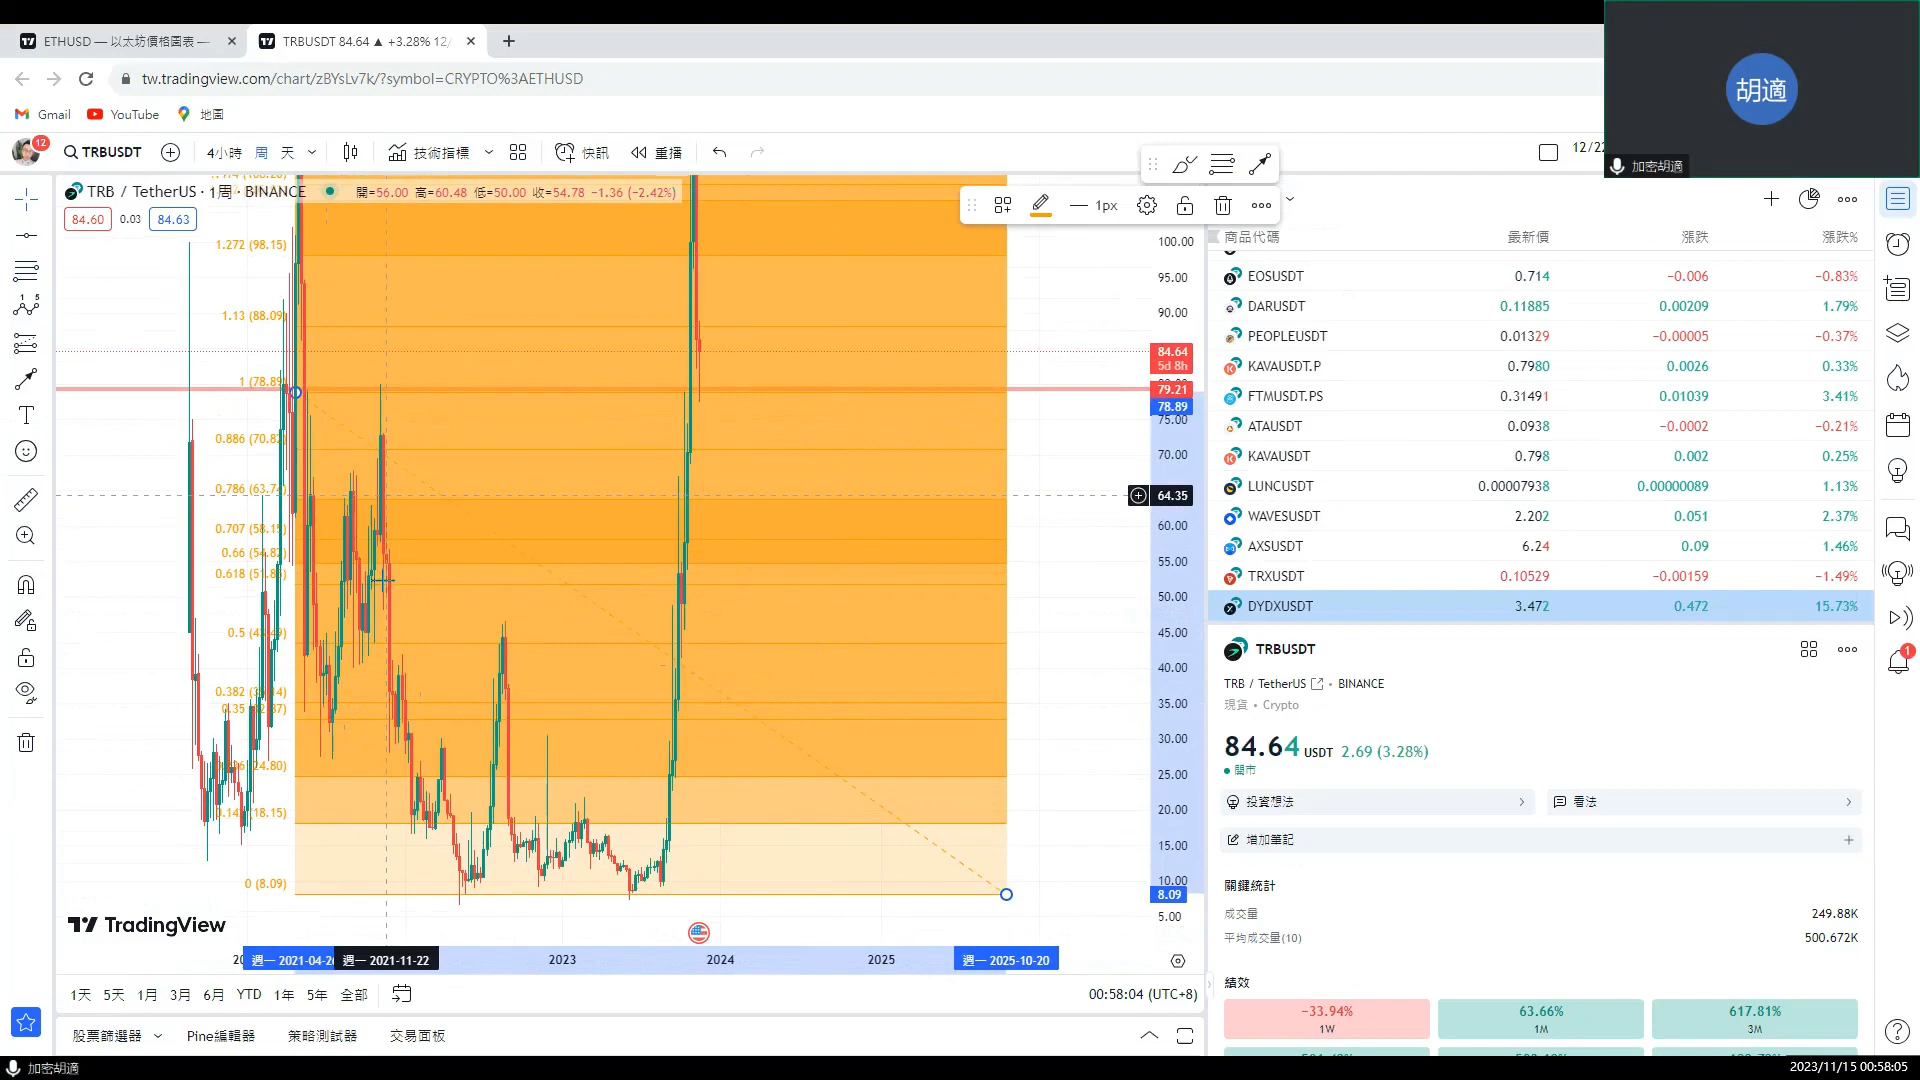 ETHUSD — 以太坊價格圖表 —
TRBUSDT 84.64 ▲ +3.28% 12/
tw.tradingview.com/chart/zBYsLv7k/?symbol=CRYPTO%3AETHUSD
Gmail
YouTube
地圖
胡適
加密胡適
12
TRBUSDT
4小時
周
天
技術指標
快訊
重播
12/22
TRB / TetherUS · 1周 · BINANCE
開=56.00 高=60.48 低=50.00 收=54.78 −1.36 (−2.42%)
84.60
0.03
84.63
1px
1.272 (98.15)
1.13 (88.09)
1 (78.89)
0.886 (70.82)
0.786 (63.74)
0.707 (58.15)
0.66 (54.82)
0.618 (51.85)
0.5 (43.49)
0.382 (35.14)
0.35 (32.87)
(24.80)
(18.15)
0 (8.09)
100.00
95.00
90.00
84.64
5d 8h
79.21
78.89
75.00
70.00
64.35
60.00
55.00
50.00
45.00
40.00
35.00
30.00
25.00
20.00
15.00
10.00
8.09
5.00
TradingView
週一 2021-04-26
週一 2021-11-22
2023
2024
2025
週一 2025-10-20
1天
5天
1月
3月
6月
YTD
1年
5年
全部
00:58:04 (UTC+8)
股票篩選器
Pine編輯器
策略測試器
交易面板
商品代碼 最新價 漲跌 漲跌%
EOSUSDT 0.714 −0.006 −0.83%
DARUSDT 0.11885 0.00209 1.79%
PEOPLEUSDT 0.01329 −0.00005 −0.37%
KAVAUSDT.P 0.7980 0.0026 0.33%
FTMUSDT.PS 0.31491 0.01039 3.41%
ATAUSDT 0.0938 −0.0002 −0.21%
KAVAUSDT 0.798 0.002 0.25%
LUNCUSDT 0.00007938 0.00000089 1.13%
WAVESUSDT 2.202 0.051 2.37%
AXSUSDT 6.24 0.09 1.46%
TRXUSDT 0.10529 −0.00159 −1.49%
DYDXUSDT 3.472 0.472 15.73%
TRBUSDT
TRB / TetherUS • BINANCE
現貨 • Crypto
84.64 USDT 2.69 (3.28%)
開市
投資想法
看法
增加筆記
關鍵統計
成交量 249.88K
平均成交量(10) 500.672K
績效
−33.94%
1W
63.66%
1M
617.81%
3M
1
加密胡適
2023/11/15 00:58:05